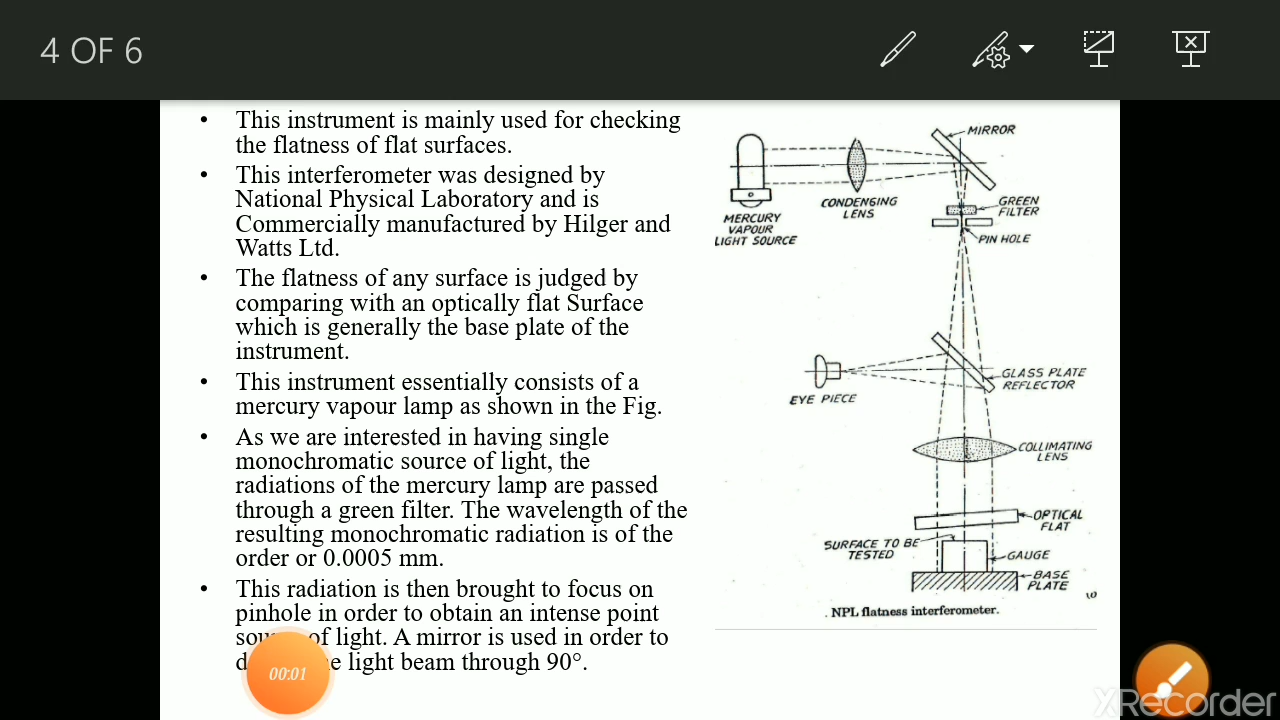 4 OF 6
• This instrument is mainly used for checking
the flatness of flat surfaces.
• This interferometer was designed by
National Physical Laboratory and is
Commercially manufactured by Hilger and
Watts Ltd.
• The flatness of any surface is judged by
comparing with an optically flat Surface
which is generally the base plate of the
instrument.
• This instrument essentially consists of a
mercury vapour lamp as shown in the Fig.
• As we are interested in having single
monochromatic source of light, the
radiations of the mercury lamp are passed
through a green filter. The wavelength of the
resulting monochromatic radiation is of the
order or 0.0005 mm.
• This radiation is then brought to focus on
pinhole in order to obtain an intense point
of light. A mirror is used in order to
light beam through 90°.
MIRROR
CONDENSING
LENS
MERCURY
VAPOUR
LIGHT SOURCE
GREEN
FILTER
PIN HOLE
GLASS PLATE
REFLECTOR
EYE PIECE
COLLIMATING
LENS
OPTICAL
FLAT
SURFACE TO BE
TESTED
GAUGE
BASE
PLATE
. NPL flatness interferometer.
00:01
XRecorder